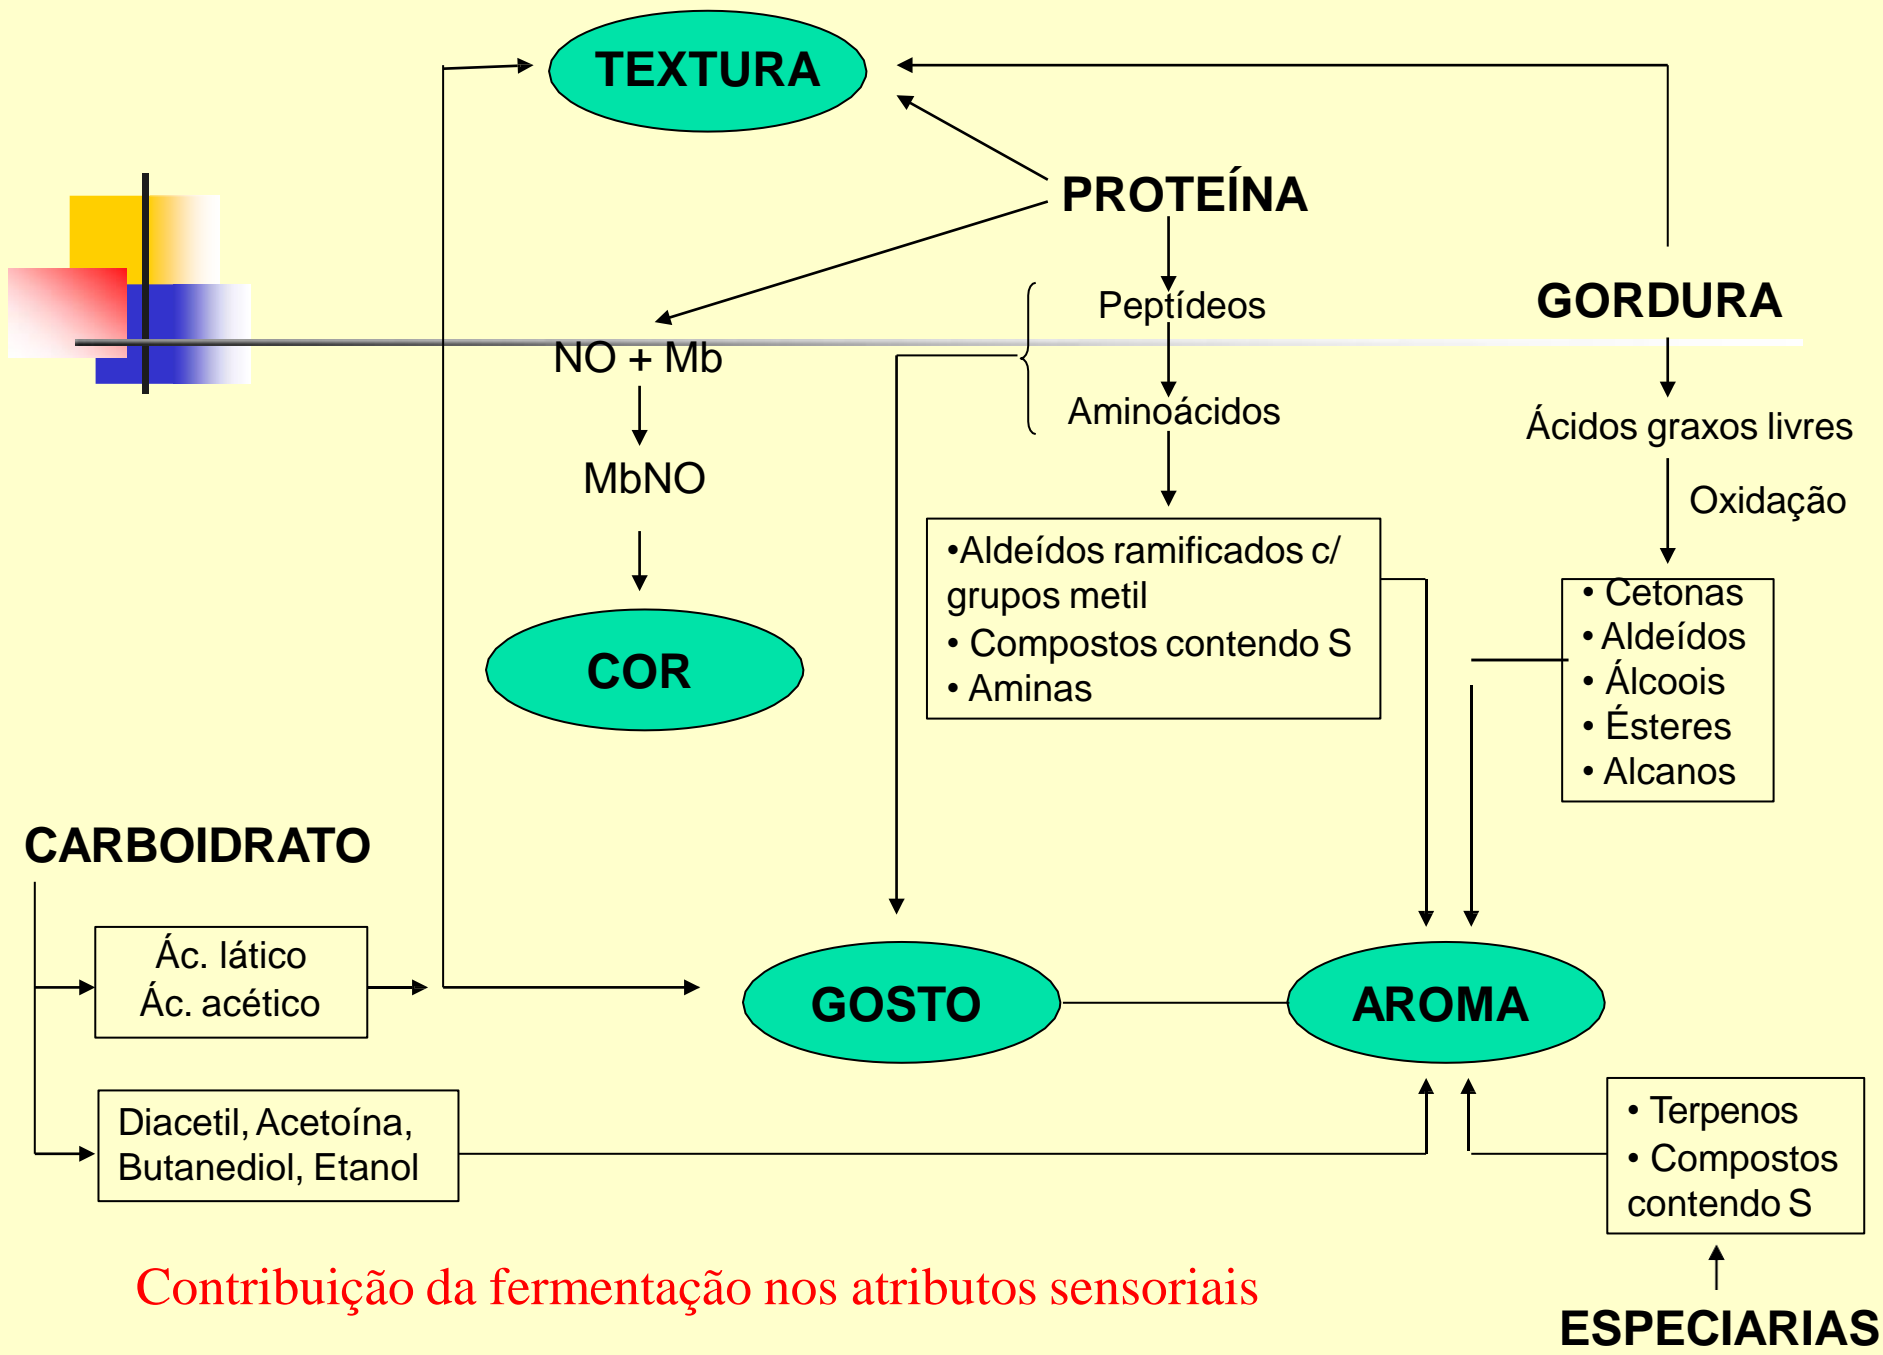 TEXTURA
PROTEÍNA
Peptídeos
GORDURA
NO + Mb
Aminoácidos
Ácidos graxos livres
MbNO
Oxidação
•Aldeídos ramificados c/
grupos metil
• Compostos contendo S
• Aminas
• Cetonas
• Aldeídos
• Álcoois
• Ésteres
• Alcanos
COR
CARBOIDRATO
Ác. lático
Ác. acético
GOSTO
AROMA
Diacetil, Acetoína,
Butanediol, Etanol
• Terpenos
• Compostos
contendo S
Contribuição da fermentação nos atributos sensoriais
ESPECIARIAS